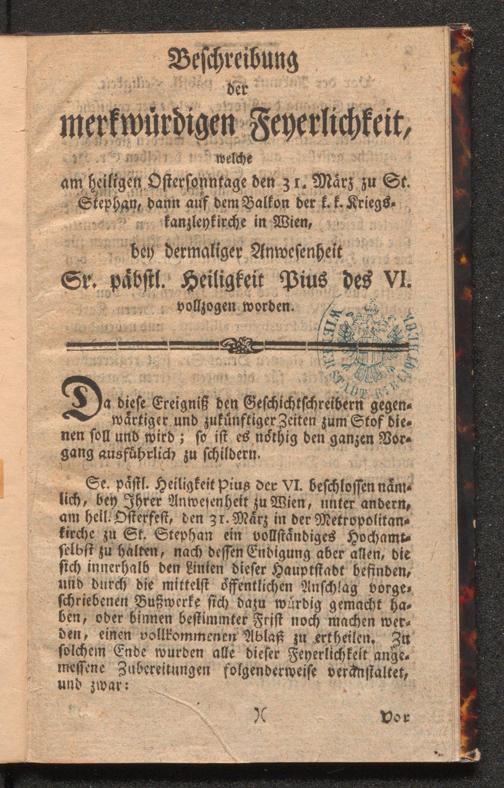 Beschreibung
der
merkwürdigen Feyerlichkeit,
welche
am heiligen Ostersonntage den 31. März zu St.
Stephan, dann auf dem Balkon der k. k. Kriegs-
kanzleykirche in Wien,
bey dermaliger Anwesenheit
Sr. päbstl. Heiligkeit Pius des VI.
vollzogen worden.
Da diese Ereigniß den Geschichtschreibern gegen-
wärtiger und zukünftiger Zeiten zum Stof die-
nen soll und wird; so ist es nöthig den ganzen Vor-
gang ausführlich zu schildern.
Se. pästl. Heiligkeit Pius der VI. beschlossen näm-
lich, bey Ihrer Anwesenheit zu Wien, unter andern,
am heil. Osterfest, den 31. März in der Metropolitan-
kirche zu St. Stephan ein vollständiges Hochamt
selbst zu halten, nach dessen Endigung aber allen, die
sich innerhalb den Linien dieser Hauptstadt befinden,
und durch die mittelst öffentlichen Anschlag vorge-
schriebenen Bußwerke sich dazu würdig gemacht ha-
ben, oder binnen bestimmter Frist noch machen wer-
den, einen vollkommenen Ablaß zu ertheilen. Zu
solchem Ende wurden alle dieser Feyerlichkeit ange-
messene Zubereitungen folgenderweise veranstaltet,
und zwar:
)( Vor